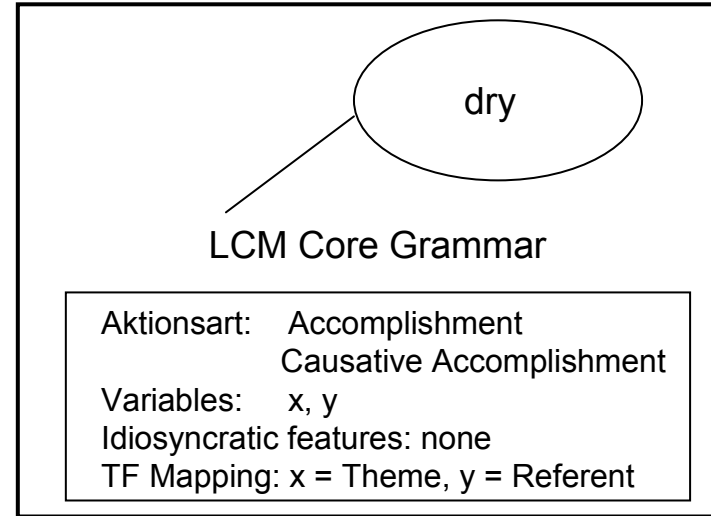 dry
LCM Core Grammar
Aktionsart: Accomplishment
Causative Accomplishment
Variables: x, y
Idiosyncratic features: none
TF Mapping: x = Theme, y = Referent